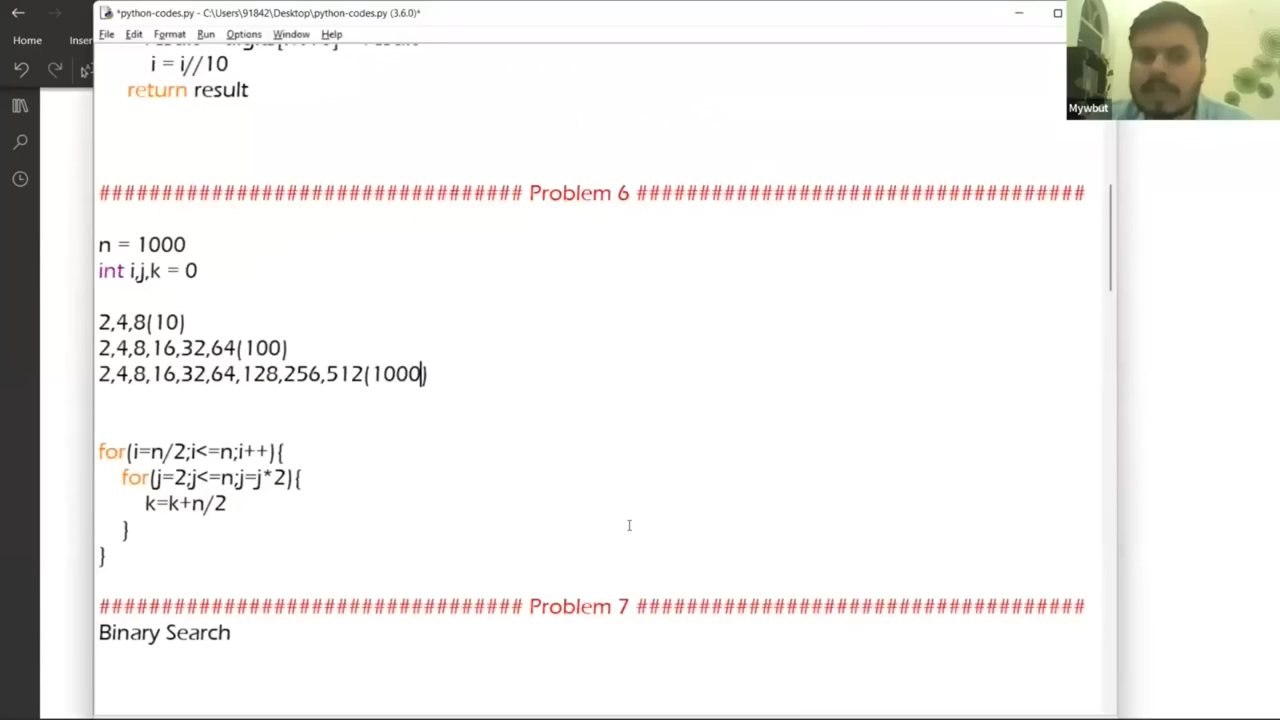 *python-codes.py - C:\Users\91842\Desktop\python-codes.py (3.6.0)*
File Edit Format Run Options Window Help
Home
i = i//10
return result
Mywbut
################################## Problem 6 ####################################
n = 1000
int i,j,k = 0
2,4,8(10)
2,4,8,16,32,64(100)
2,4,8,16,32,64,128,256,512(1000)
for(i=n/2;i<=n;i++){
for(j=2;j<=n;j=j*2){
k=k+n/2
}
}
################################## Problem 7 ####################################
Binary Search